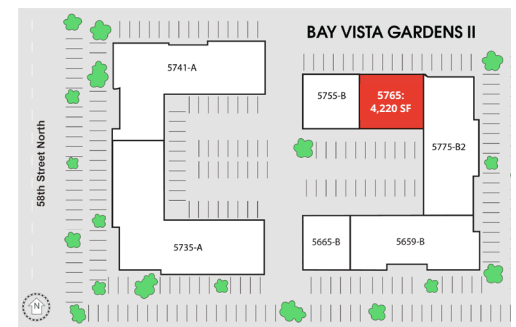 BAY VISTA GARDENS II
5741-A
5755-B
5765:
4,220 SF
5775-B2
58th Street North
5735-A
5665-B
5659-B
N